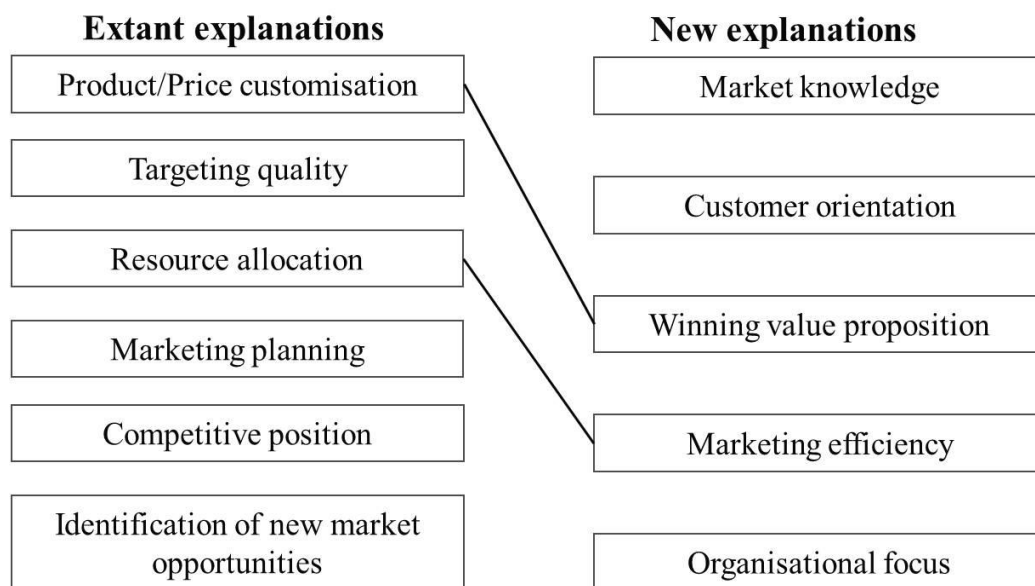 Extant explanations
Product/Price customisation
Targeting quality
Resource allocation
Marketing planning
Competitive position
Identification of new market
opportunities
New explanations
Market knowledge
Customer orientation
Winning value proposition
Marketing efficiency
Organisational focus